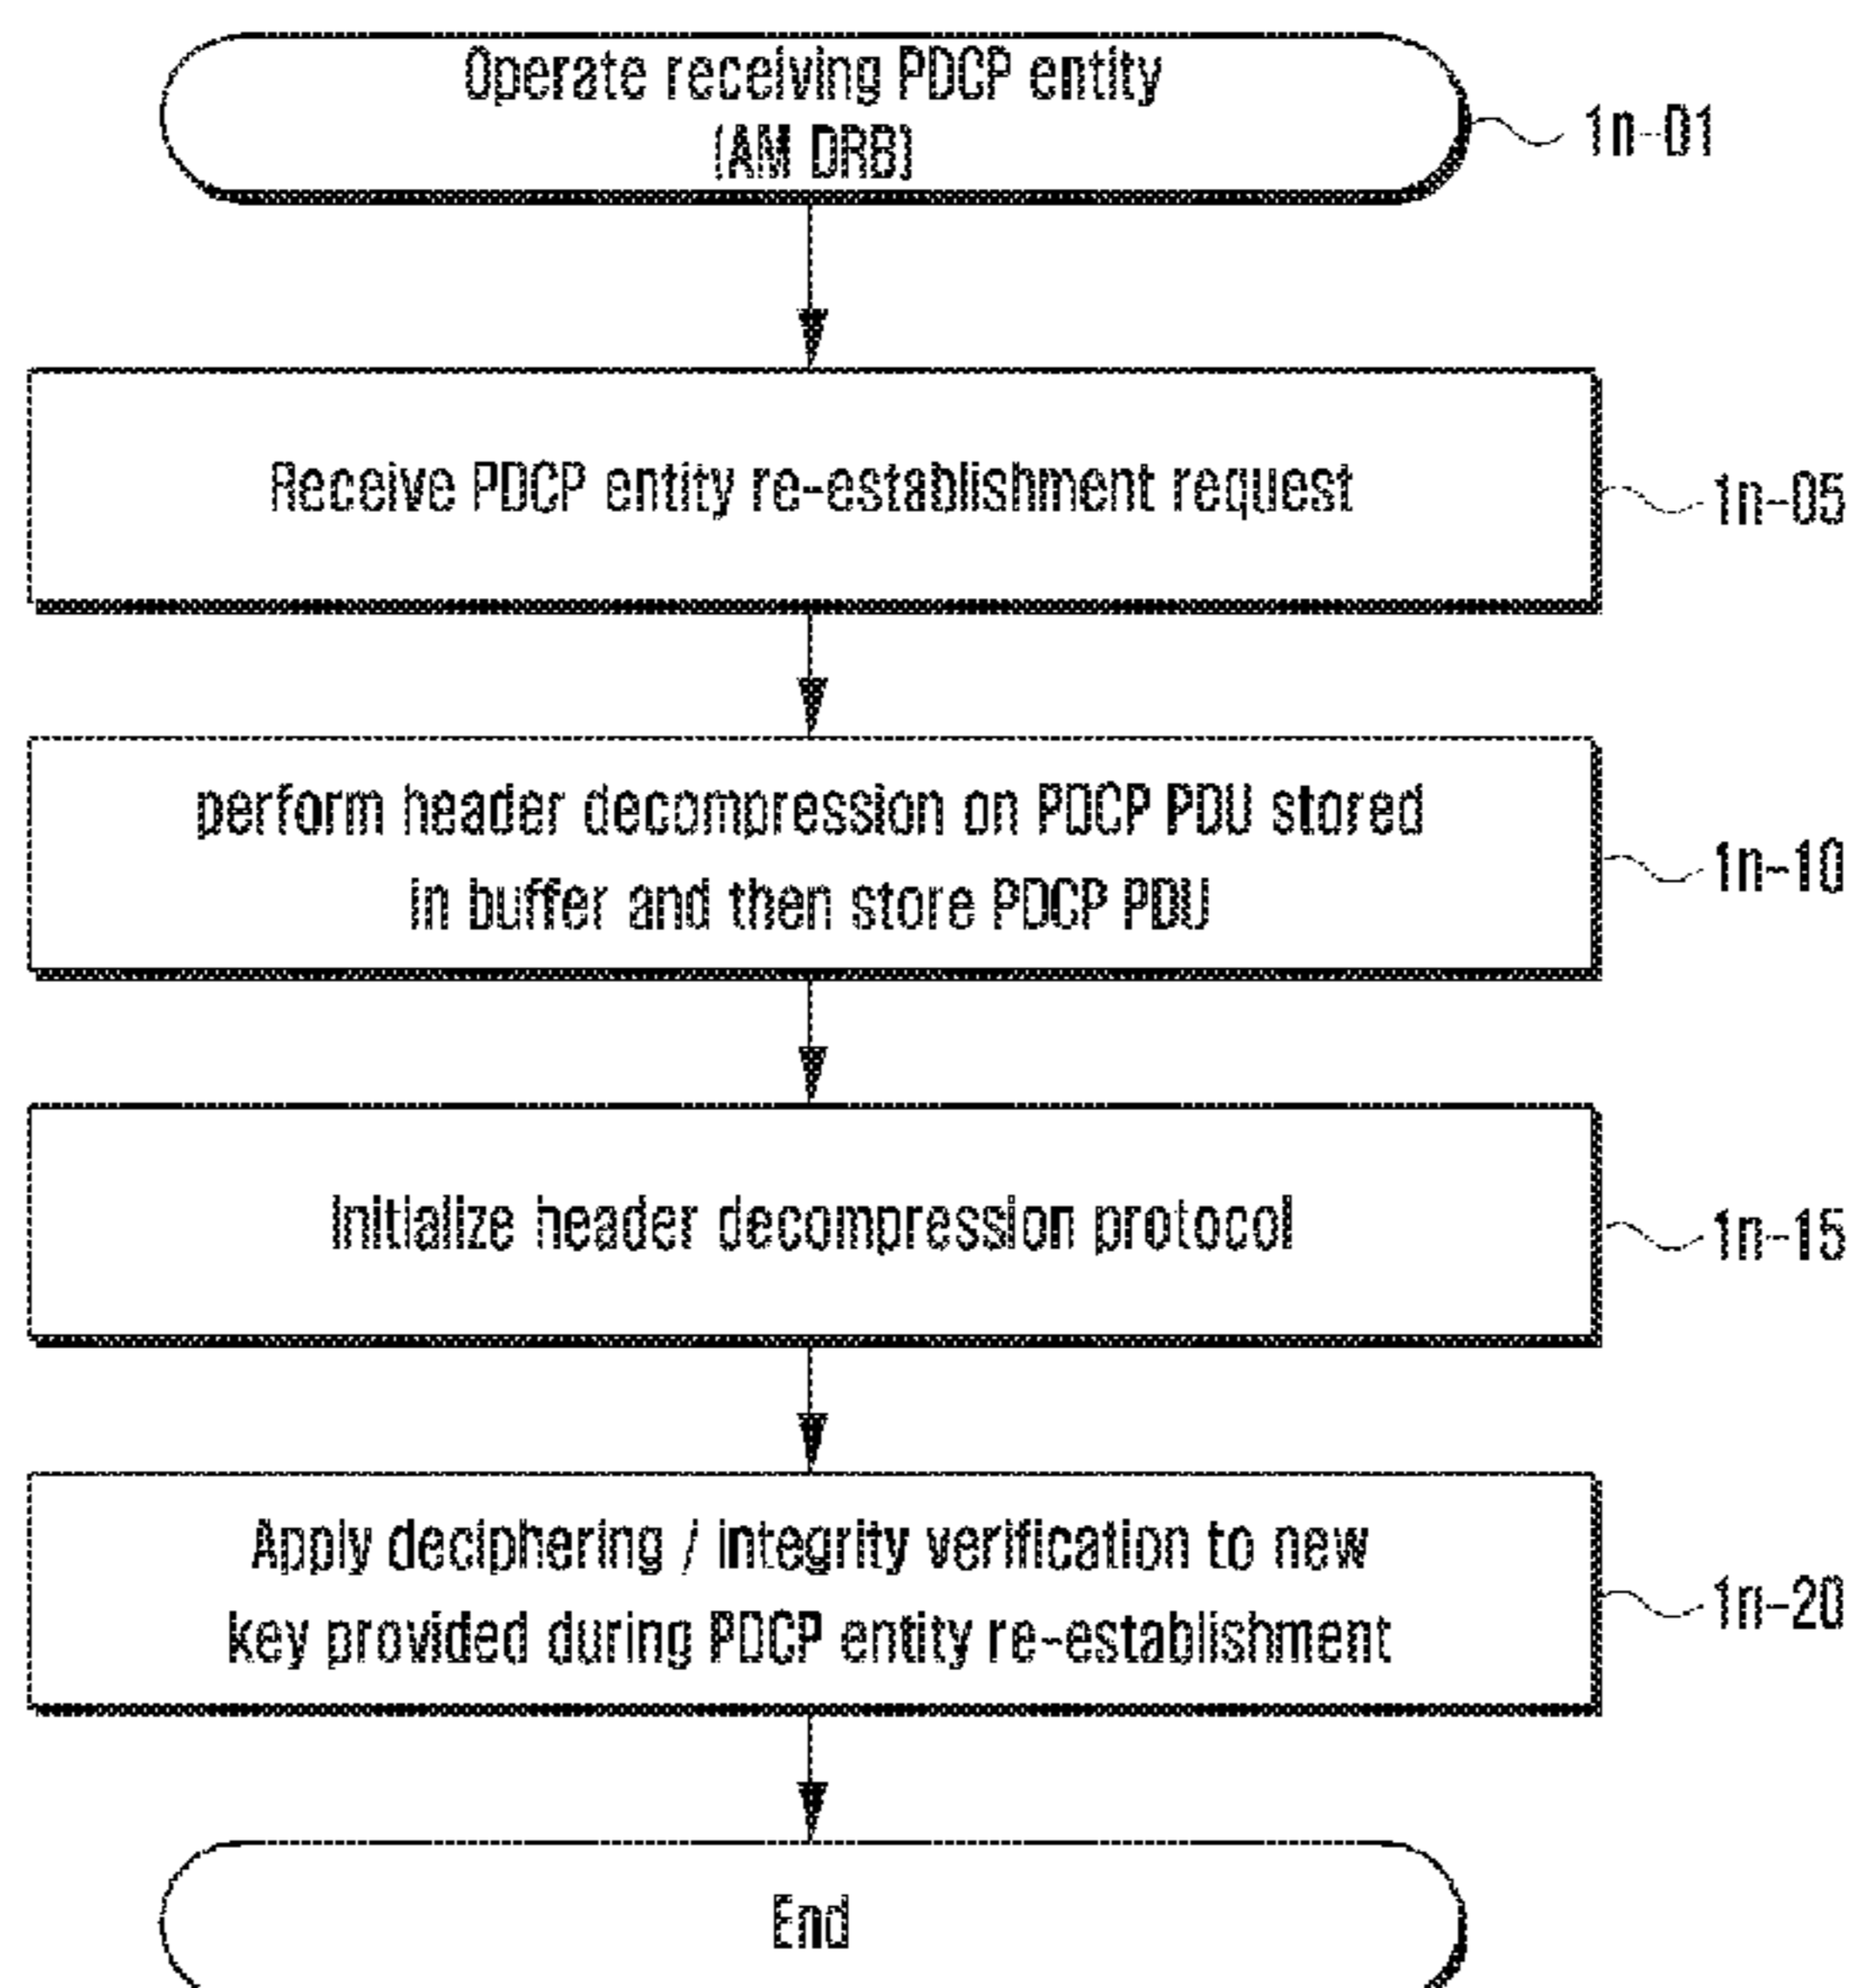 Operate receiving PDCP entity
(AM DRB)
1n-01
Receive PDCP entity re-establishment request
1n-05
perform header decompression on PDCP PDU stored
in buffer and then store PDCP PDU
1n-10
Initialize header decompression protocol
1n-15
Apply deciphering / integrity verification to new
key provided during PDCP entity re-establishment
1n-20
End